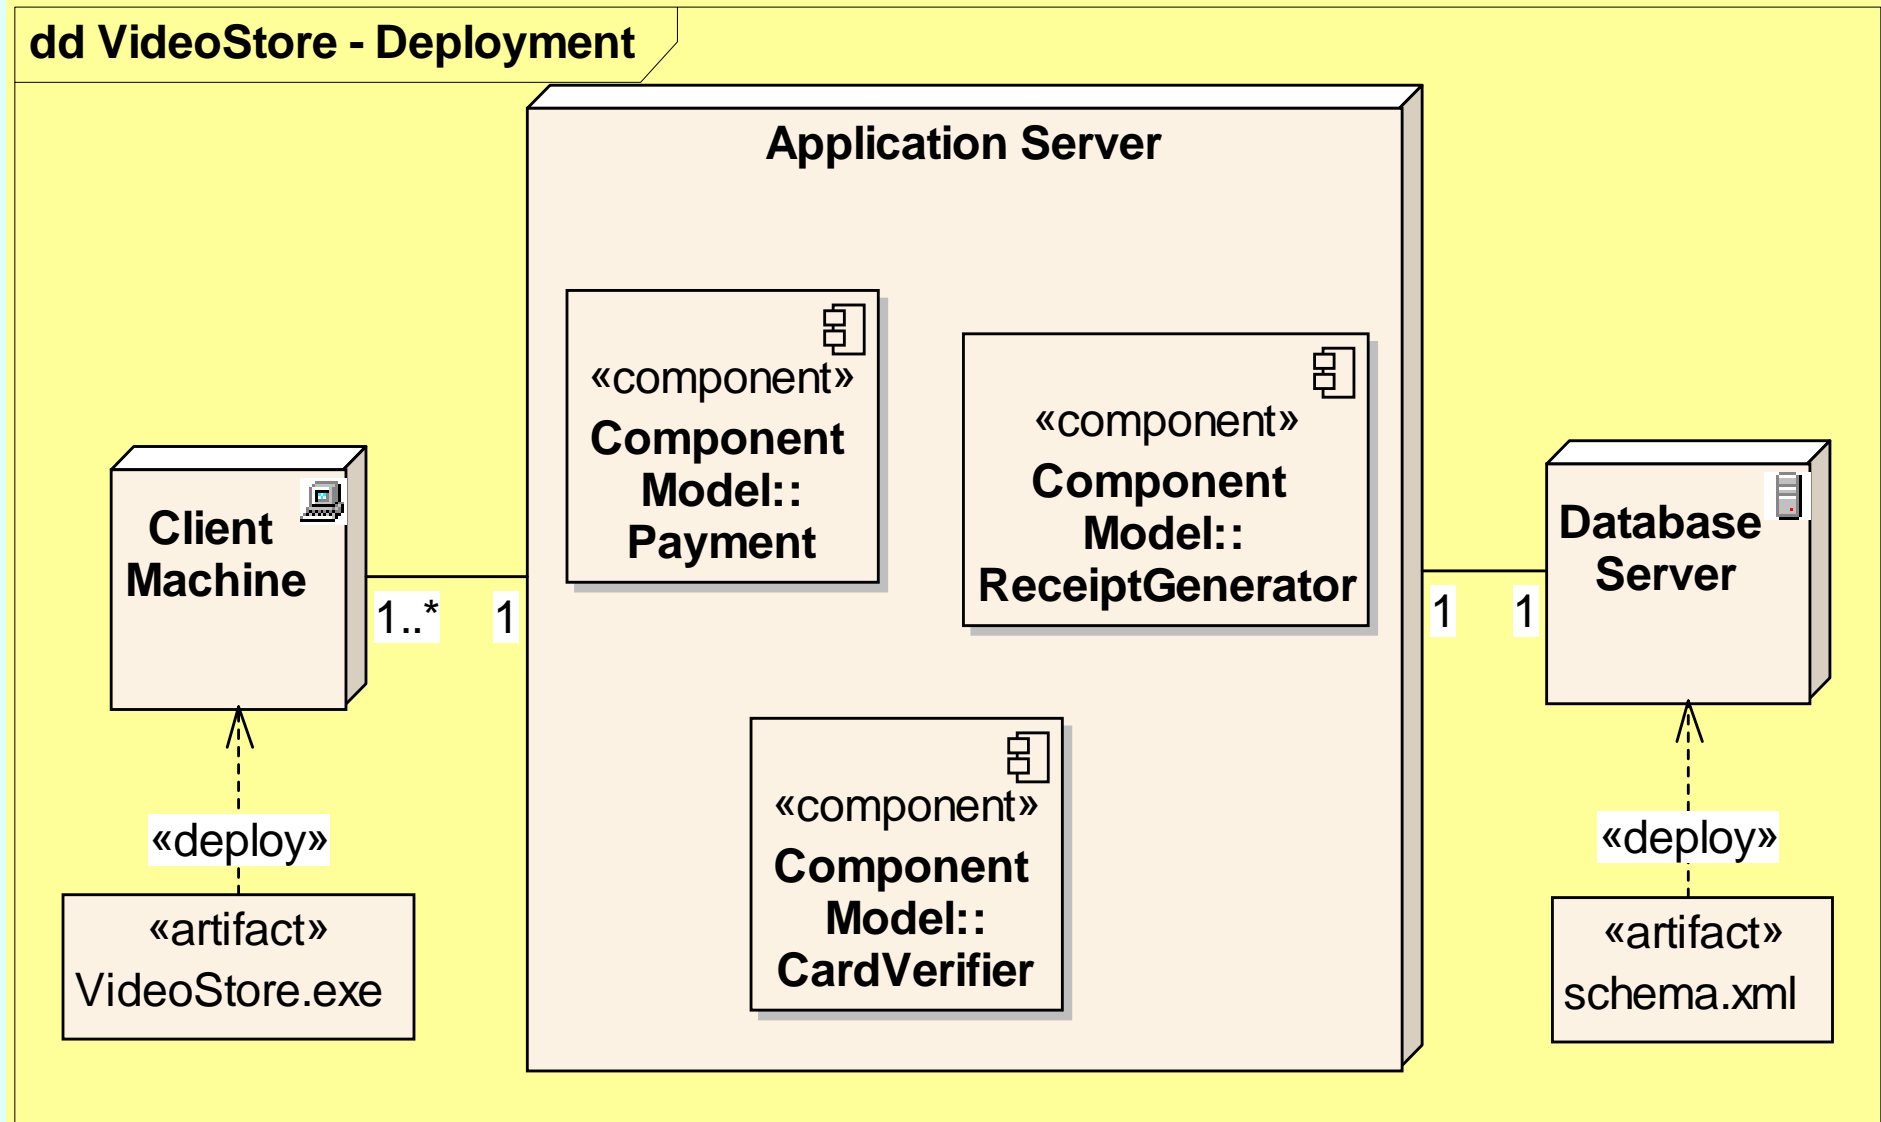 dd VideoStore - Deployment
Application Server
«component»
Component
Model::
Payment
«component»
Component
Model::
ReceiptGenerator
Client
Machine
Database
Server
1..*
1
1
1
«component»
Component
Model::
CardVerifier
«deploy»
«deploy»
«artifact»
VideoStore.exe
«artifact»
schema.xml